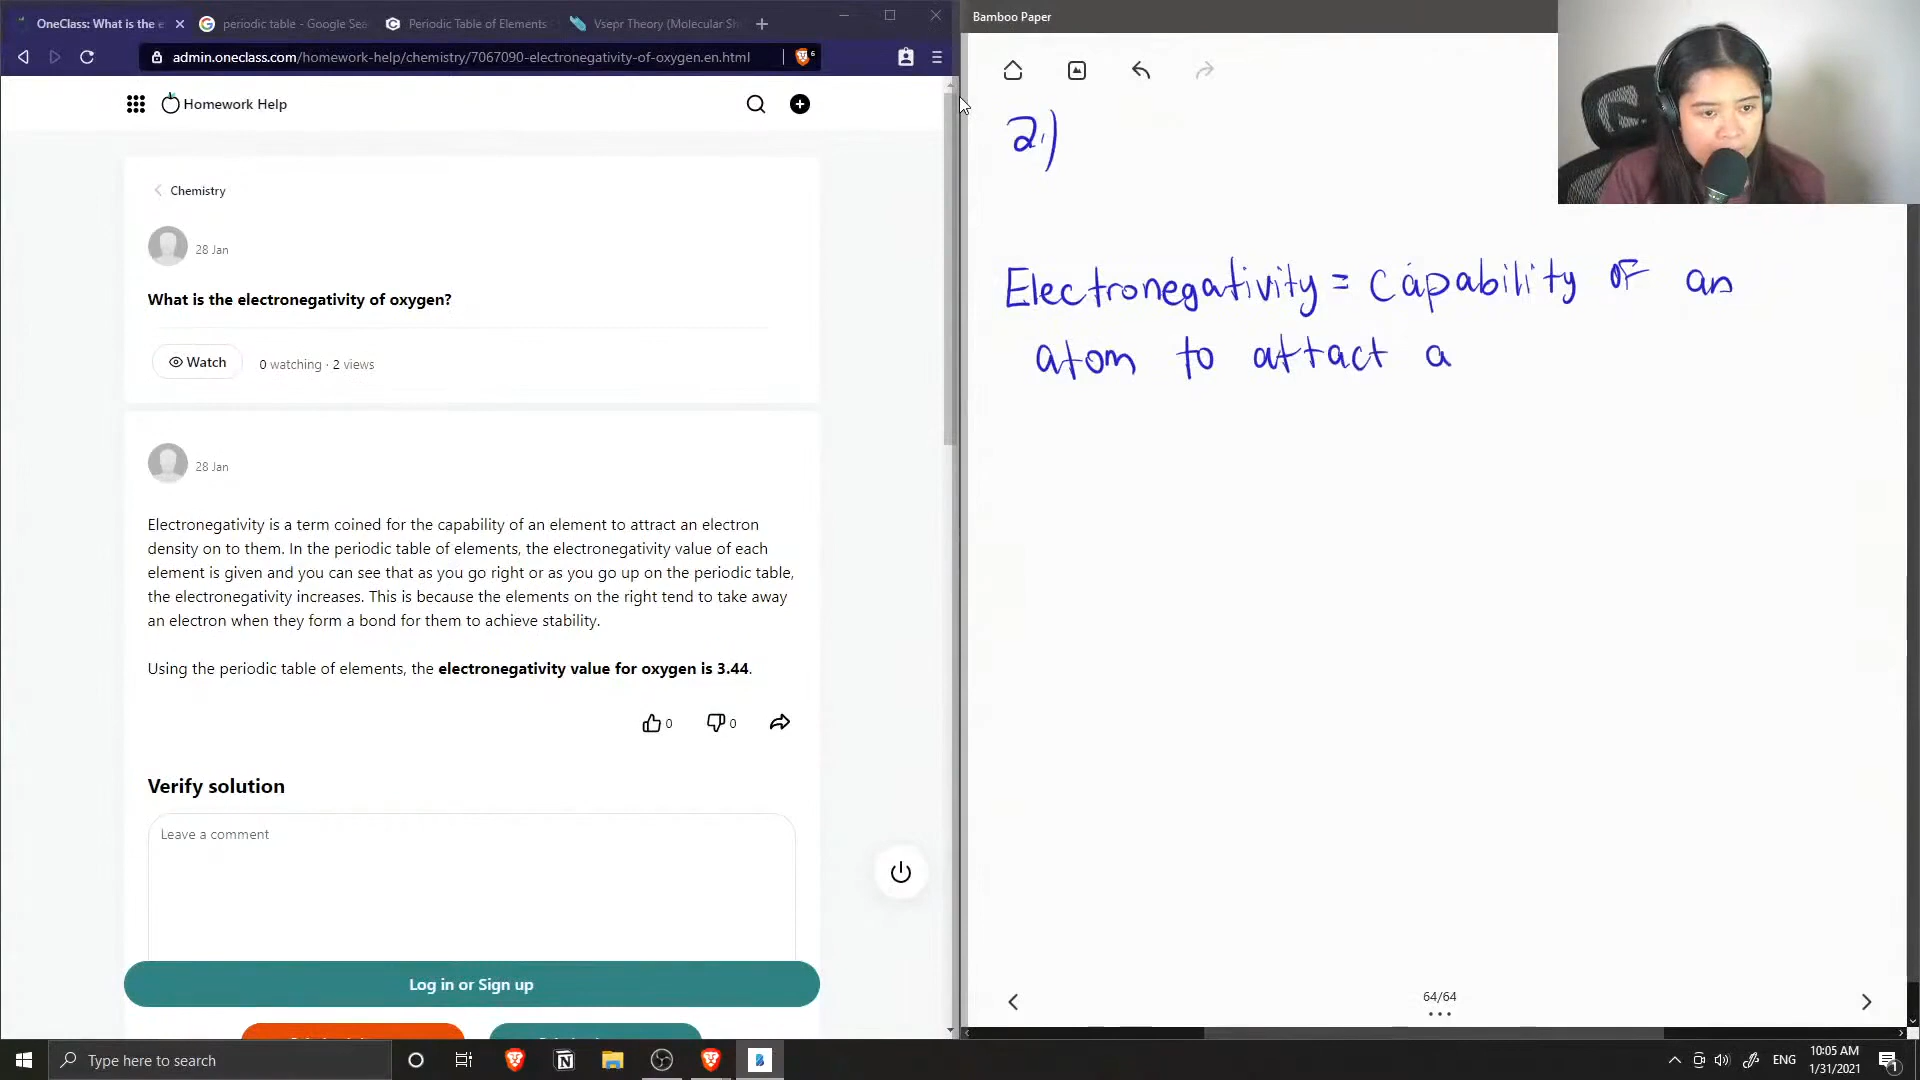 OneClass: What is the e
periodic table - Google Sea
Periodic Table of Elements
Vsepr Theory (Molecular Sh
admin.oneclass.com/homework-help/chemistry/7067090-electronegativity-of-oxygen.en.html
6
Homework Help
Chemistry
28 Jan
What is the electronegativity of oxygen?
Watch
0 watching · 2 views
28 Jan
Electronegativity is a term coined for the capability of an element to attract an electron
density on to them. In the periodic table of elements, the electronegativity value of each
element is given and you can see that as you go right or as you go up on the periodic table,
the electronegativity increases. This is because the elements on the right tend to take away
an electron when they form a bond for them to achieve stability.
Using the periodic table of elements, the electronegativity value for oxygen is 3.44.
0
0
Verify solution
Leave a comment
Log in or Sign up
Bamboo Paper
2.)
Electronegativity = capability of an
atom to attact a
64/64
Type here to search
ENG
10:05 AM
1/31/2021
1